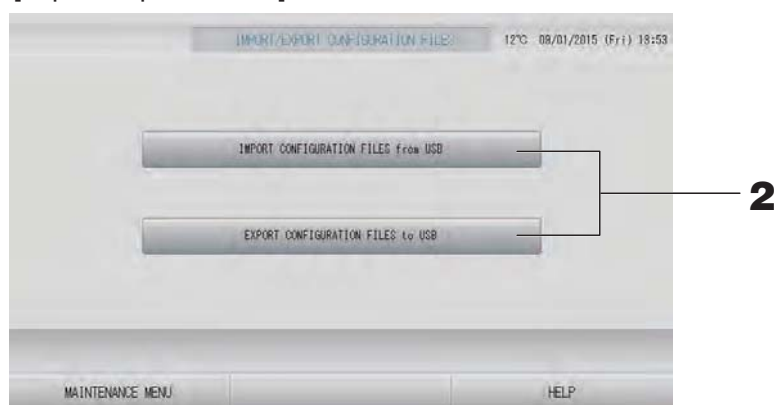 IMPORT/EXPORT CONFIGURATION FILES 12°C 08/01/2015 (Fri) 18:53
IMPORT CONFIGURATION FILES from USB
2
EXPORT CONFIGURATION FILES to USB
MAINTENANCE MENU HELP